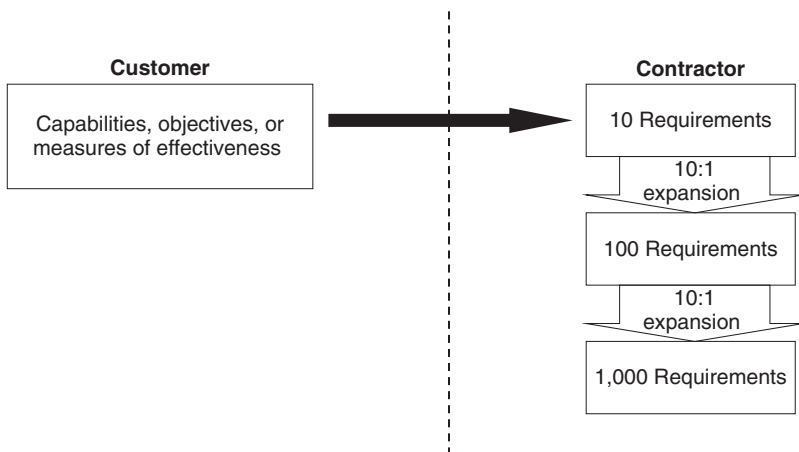 Customer
Capabilities, objectives, or
measures of effectiveness
Contractor
10 Requirements
10:1
expansion
100 Requirements
10:1
expansion
1,000 Requirements